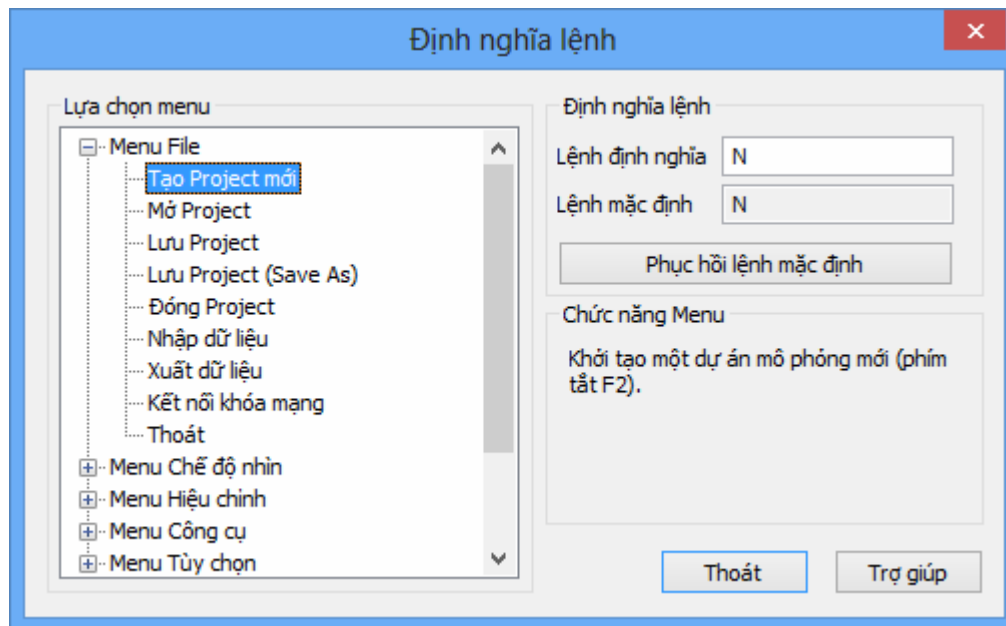 Định nghĩa lệnh
Lựa chọn menu
Menu File
Tạo Project mới
Mở Project
Lưu Project
Lưu Project (Save As)
Đóng Project
Nhập dữ liệu
Xuất dữ liệu
Kết nối khóa mạng
Thoát
Menu Chế độ nhìn
Menu Hiệu chỉnh
Menu Công cụ
Menu Tùy chọn
Định nghĩa lệnh
Lệnh định nghĩa N
Lệnh mặc định N
Phục hồi lệnh mặc định
Chức năng Menu
Khởi tạo một dự án mô phỏng mới (phím
tắt F2).
Thoát
Trợ giúp